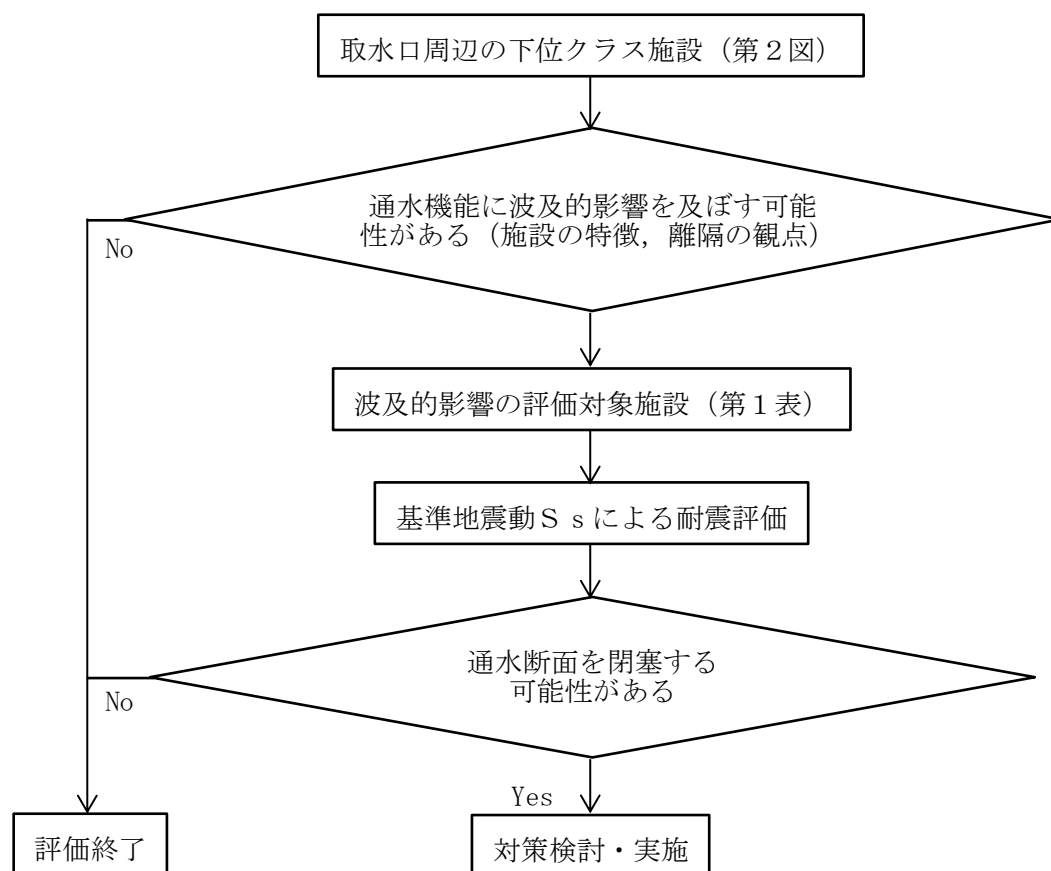 取水口周辺の下位クラス施設（第２図）
通水機能に波及的影響を及ぼす可能
性がある（施設の特徴，離隔の観点）
No
波及的影響の評価対象施設（第１表）
基準地震動Ｓｓによる耐震評価
通水断面を閉塞する
可能性がある
No
Yes
評価終了
対策検討・実施